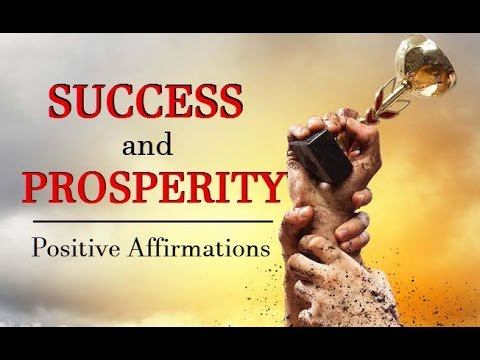 SUCCESS
and
PROSPERITY
Positive Affirmations